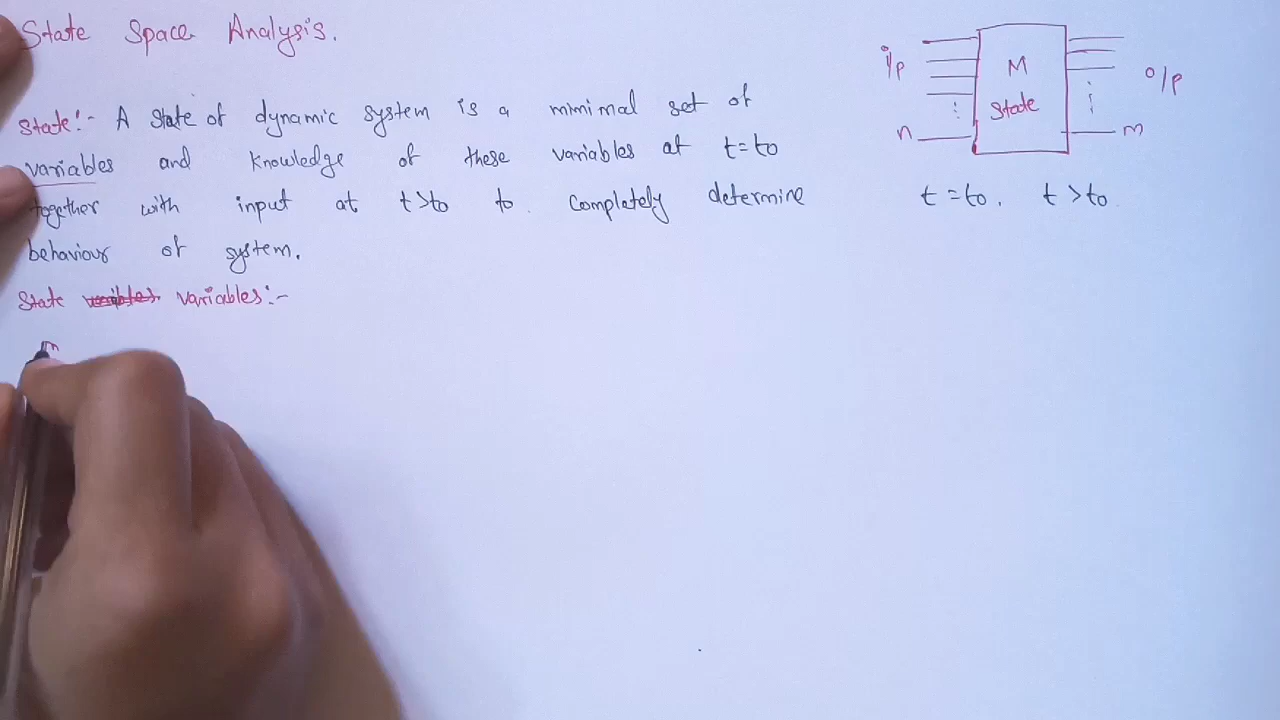 State Space Analysis.
State:- A state of dynamic system is a minimal set of
variables and knowledge of these variables at t=to
together with input at t>to to completely determine
behaviour of system.
State variables:-
m
i/p
M
State
o/p
n
m
t=to. t>to.